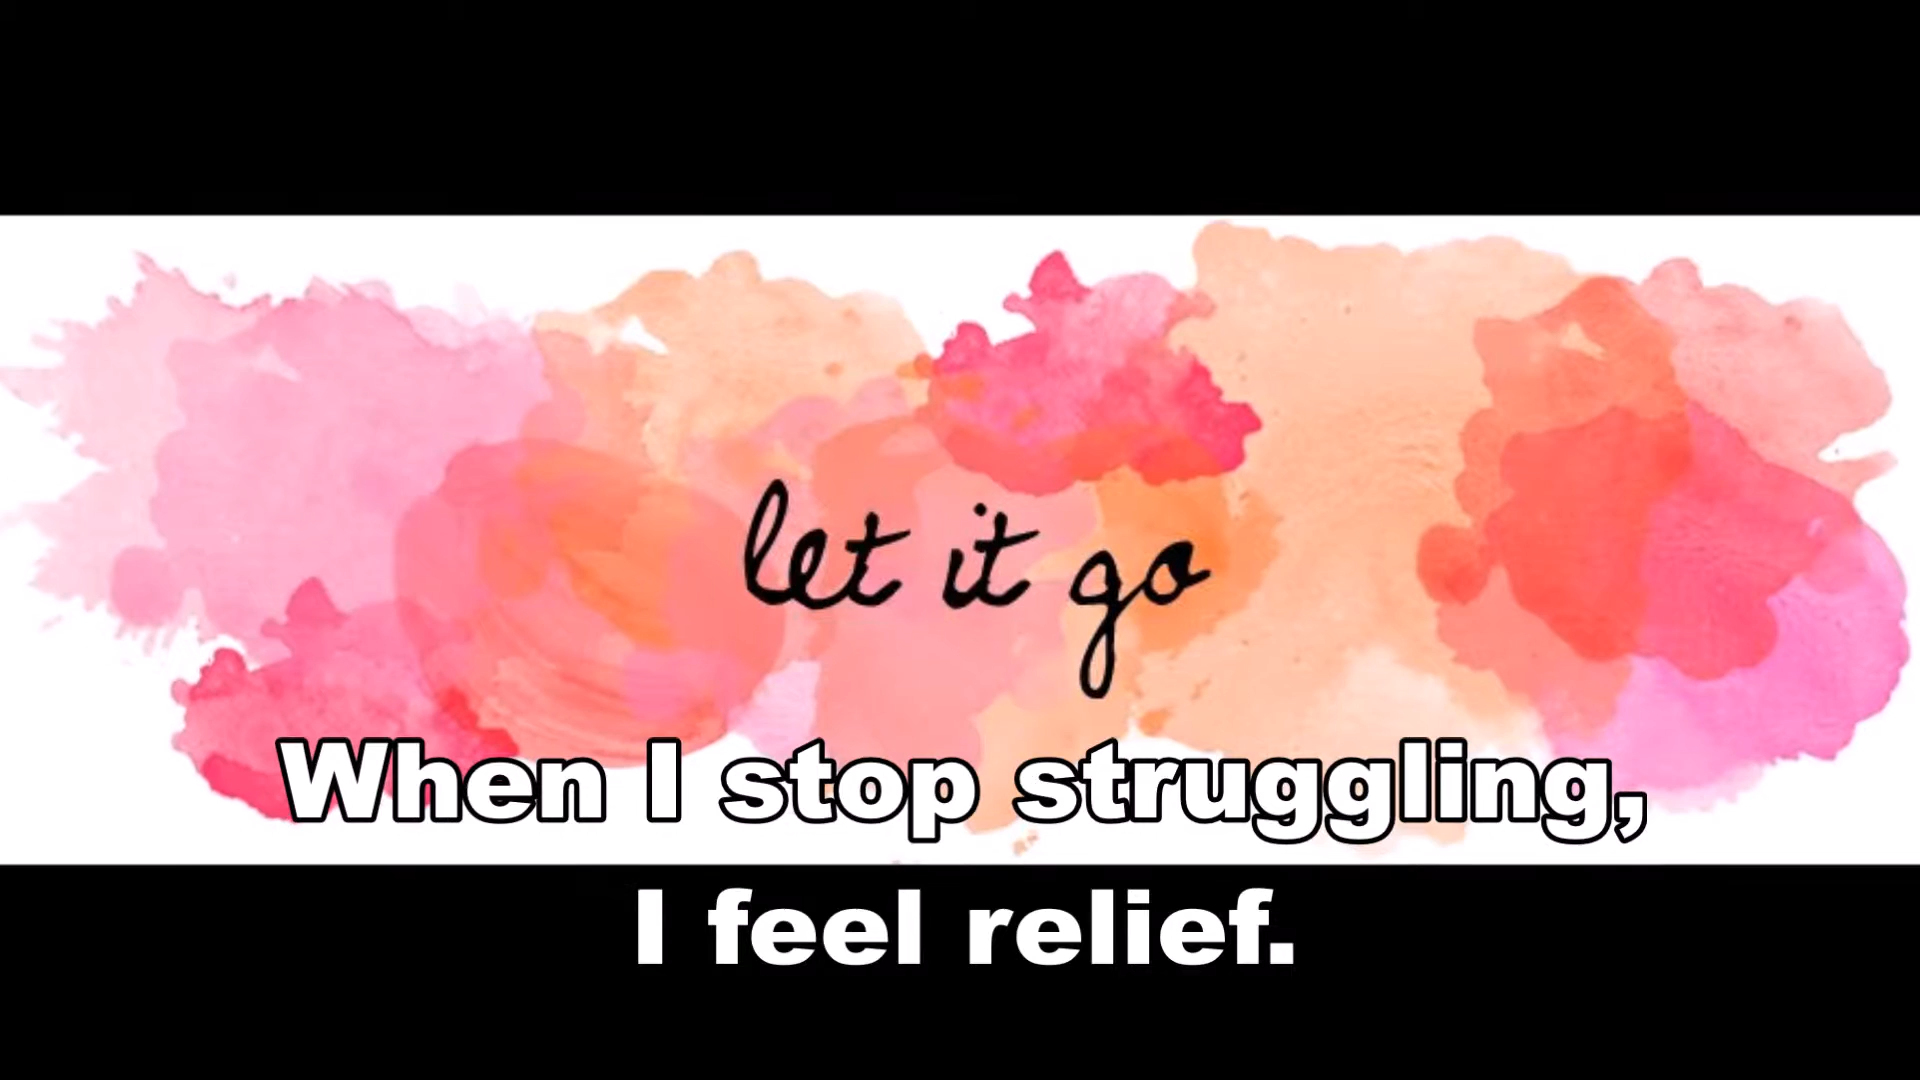 let it go
When I stop struggling,
I feel relief.